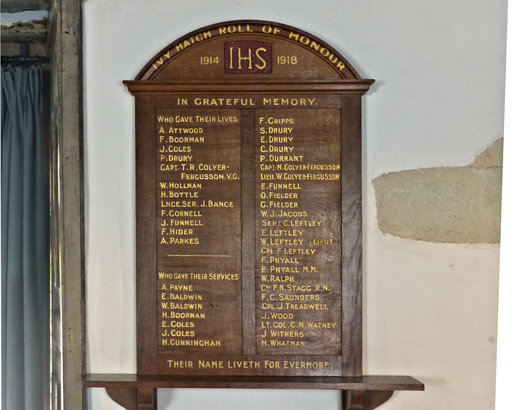 IVY HATCH ROLL OF HONOUR
1914 IHS 1918
IN GRATEFUL MEMORY.
WHO GAVE THEIR LIVES
A. ATTWOOD
F. BOORMAN
J. COLES
P. DRURY
CAPT. T.R. COLYER-
FERGUSSON. V.C.
W. HOLLMAN
H. BOTTLE
LNCE. SER. J. BANCE
F. CORNELL
J. FUNNELL
F. HIDER
A. PARKES
WHO GAVE THEIR SERVICES
A. PAYNE
E. BALDWIN
W. BALDWIN
H. BOORMAN
E. COLES
J. COLES
H. CUNNINGHAM
F. CRIPPS
S. DRURY
E. DRURY
C. DRURY
P. DURRANT
CAPT. H. COLYER-FERGUSSON
LIEU. W. COLYER-FERGUSSON
E. FUNNELL
O. FIELDER
G. FIELDER
W. J. JACOBS
SERJ. C. LEFTLEY
E. LEFTLEY
W. LEFTLEY LIEUT.
CPL. F. LEFTLEY
F. PHYALL
E. PHYALL M.M.
W. RALPH
F.N. STAGG R.N.
F. C. SAUNDERS
CPL. J. TREADWELL
J. WOOD
LT. COL. C.N. WATNEY
J. WITHERS
H. WHATMAN
THEIR NAME LIVETH FOR EVERMORE.